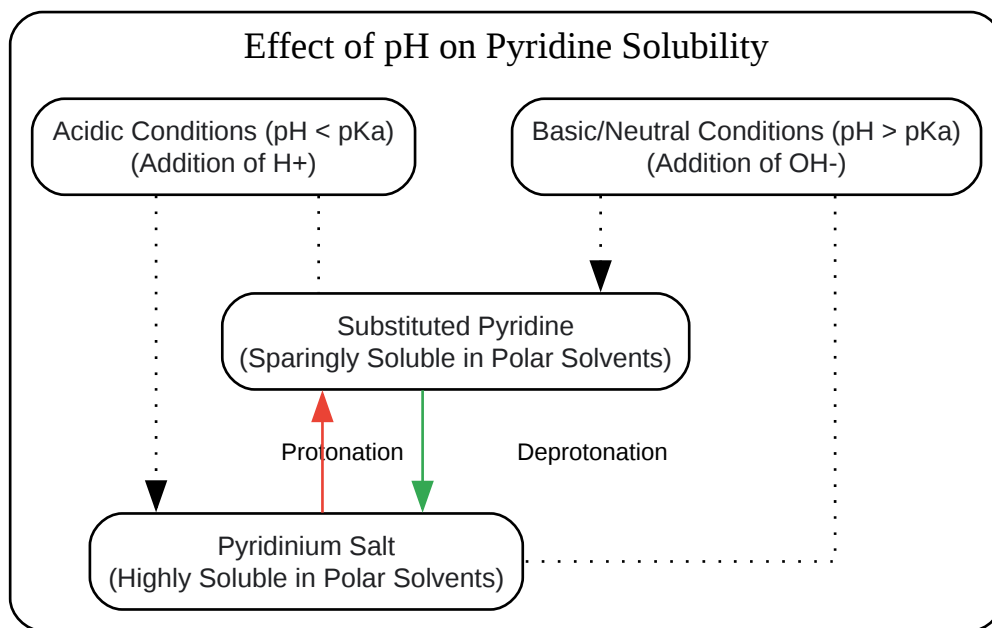 Effect of pH on Pyridine Solubility
Acidic Conditions (pH < pKa)
(Addition of H+)
Basic/Neutral Conditions (pH > pKa)
(Addition of OH-)
Substituted Pyridine
(Sparingly Soluble in Polar Solvents)
Protonation
Deprotonation
Pyridinium Salt
(Highly Soluble in Polar Solvents)